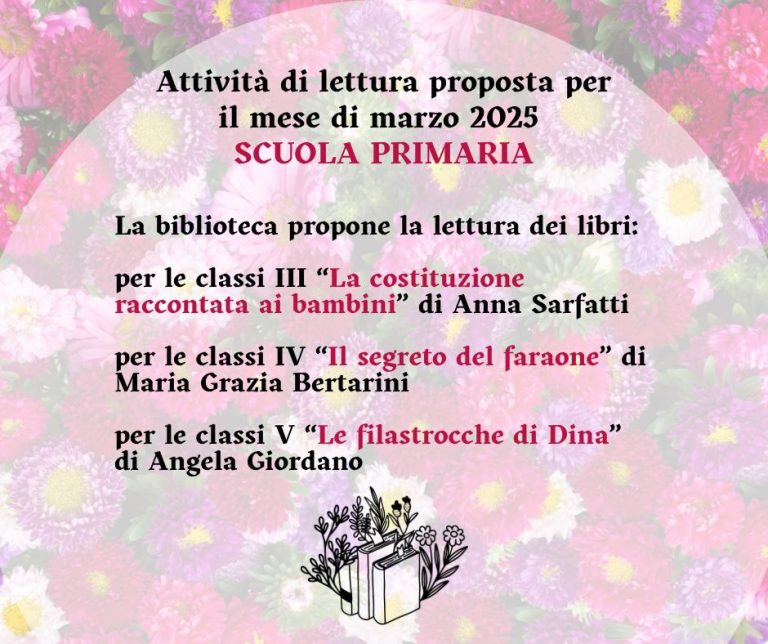 Attività di lettura proposta per
il mese di marzo 2025
SCUOLA PRIMARIA
La biblioteca propone la lettura dei libri:
per le classi III “La costituzione
raccontata ai bambini” di Anna Sarfatti
per le classi IV “Il segreto del faraone” di
Maria Grazia Bertarini
per le classi V “Le filastrocche di Dina”
di Angela Giordano